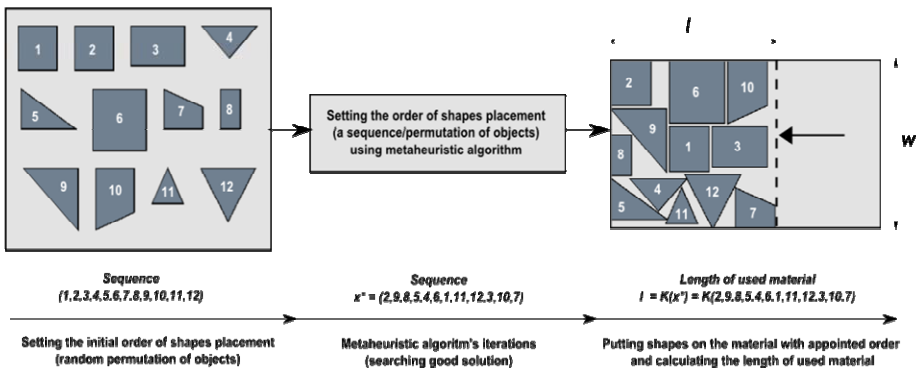 1 2 3 4
5 6 7 8
9 10 11 12
Setting the order of shapes placement
(a sequence/permutation of objects)
using metaheuristic algorithm
l
2 6 10
9
8 1 3
4 12
5 11 7
w
Sequence
(1,2,3,4,5.6,7.8,9,10,11,12)
Sequence
x* = (2,9.8,5.4,6,1,11,12.3,10,7)
Length of used material
l = K(x*) = K(2,9.8,5.4,6.1,11,12.3,10.7)
Setting the initial order of shapes placement
(random permutation of objects)
Metaheuristic algoritm's iterations
(searching good solution)
Putting shapes on the material with appointed order
and calculating the length of used material